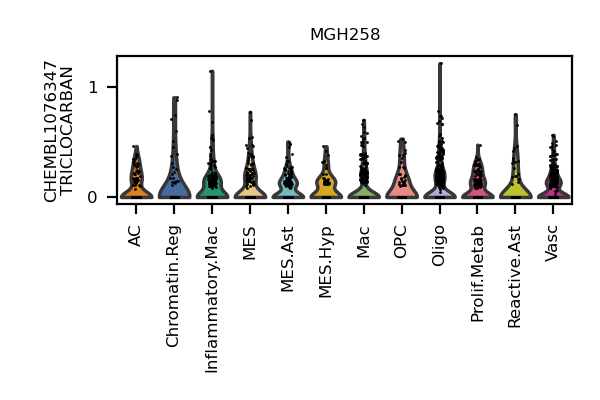 MGH258
CHEMBL1076347
TRICLOCARBAN
1
0
AC
Chromatin.Reg
Inflammatory.Mac
MES
MES.Ast
MES.Hyp
Mac
OPC
Oligo
Prolif.Metab
Reactive.Ast
Vasc